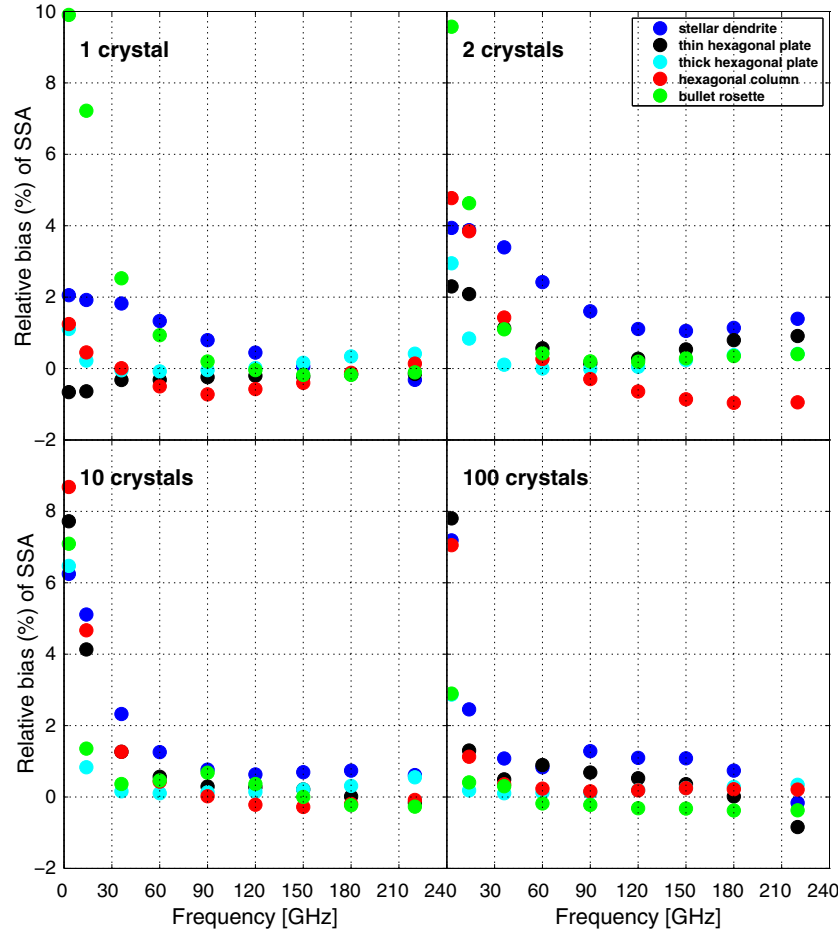 10
8
6
4
2
0
−2
Relative bias (%) of SSA
1 crystal
2 crystals
stellar dendrite
thin hexagonal plate
thick hexagonal plate
hexagonal column
bullet rosette
8
6
4
2
0
−2
Relative bias (%) of SSA
10 crystals
100 crystals
0 30 60 90 120 150 180 210 240
30 60 90 120 150 180 210 240
Frequency [GHz]
Frequency [GHz]